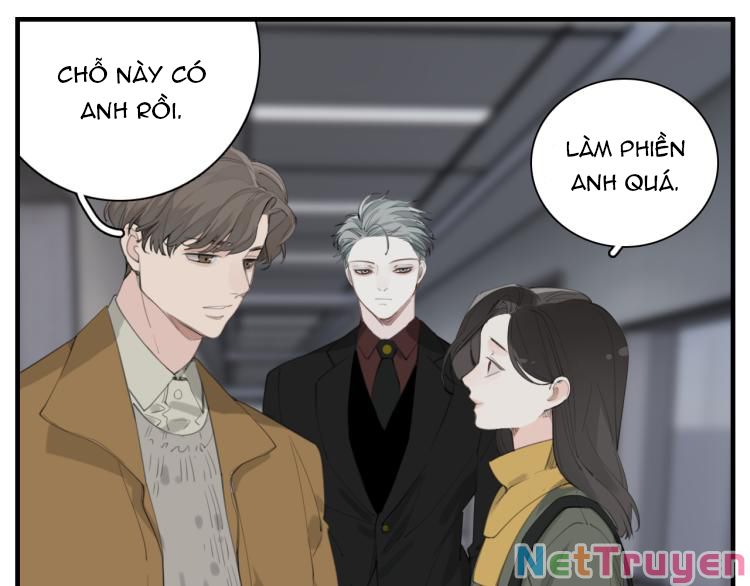 CHỖ NÀY CÓ
ANH RỒI.
LÀM PHIỀN
ANH QUÁ.
NetTruyen